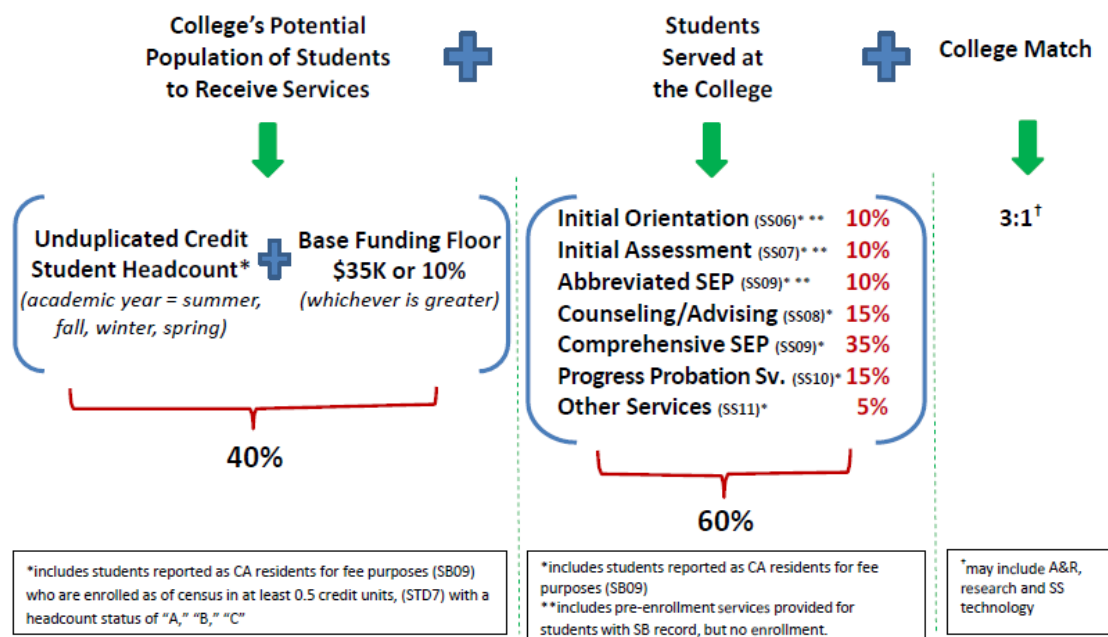 College's Potential
Population of Students
to Receive Services
Students
Served at
the College
College Match
Unduplicated Credit
Student Headcount*
(academic year = summer,
fall, winter, spring)
Base Funding Floor
$35K or 10%
(whichever is greater)
40%
Initial Orientation (SS06)* ** 10%
Initial Assessment (SS07)* ** 10%
Abbreviated SEP (SS09)* ** 10%
Counseling/Advising (SS08)* 15%
Comprehensive SEP (SS09)* 35%
Progress Probation Sv. (SS10)* 15%
Other Services (SS11)* 5%
60%
3:1†
*includes students reported as CA residents for fee purposes (SB09)
who are enrolled as of census in at least 0.5 credit units, (STD7) with a
headcount status of "A," "B," "C"
*includes students reported as CA residents for fee
purposes (SB09)
**includes pre-enrollment services provided for
students with SB record, but no enrollment.
†may include A&R,
research and SS
technology